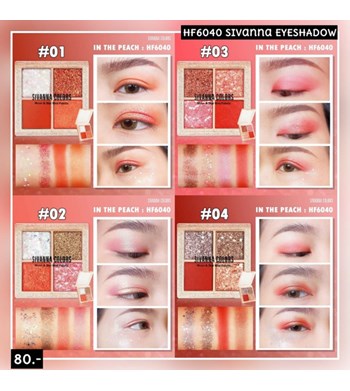 HF6040 Sivanna EYESHADOW
#01
IN THE PEACH : HF6040
SIVANNA COLORS
#03
IN THE PEACH : HF6040
SIVANNA COLORS
#02
IN THE PEACH : HF6040
SIVANNA COLORS
#04
IN THE PEACH : HF6040
SIVANNA COLORS
80.-